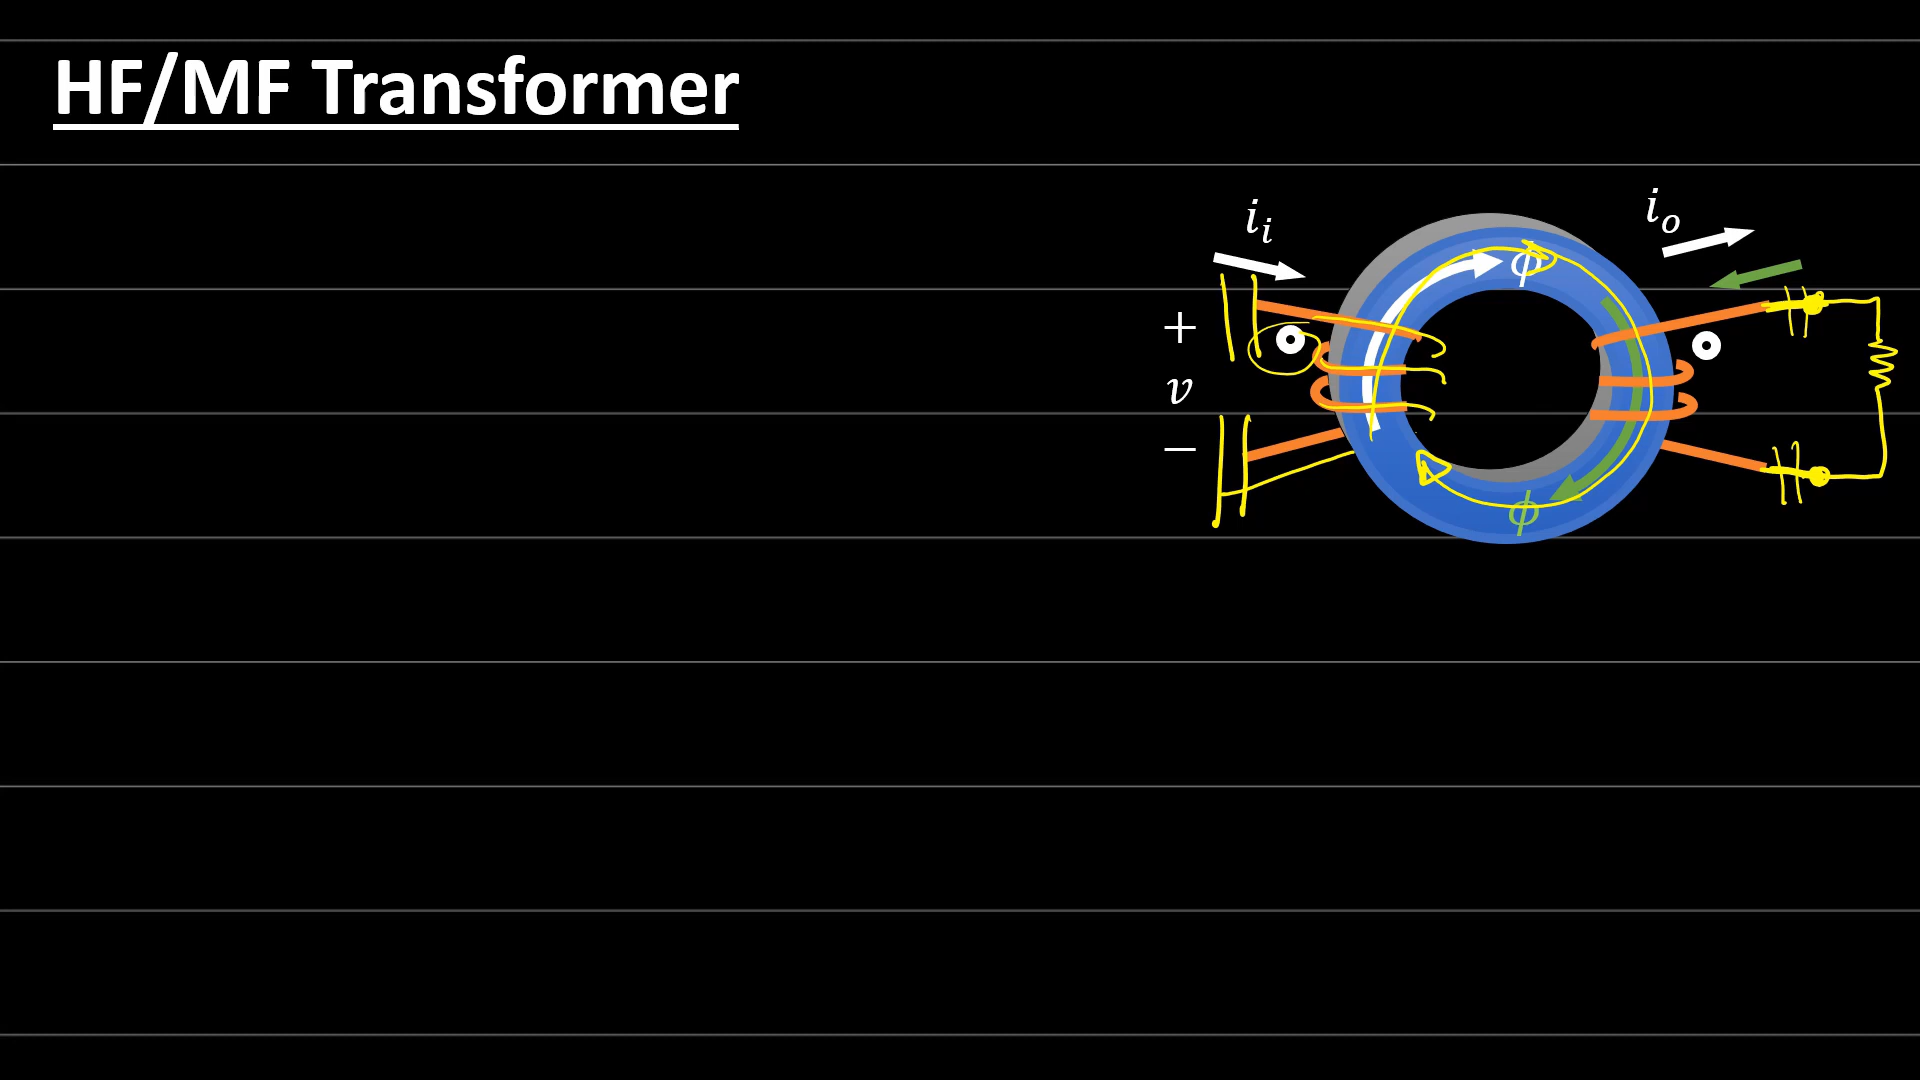 HF/MF Transformer
i_i
i_o
ϕ
+
v
−
ϕ